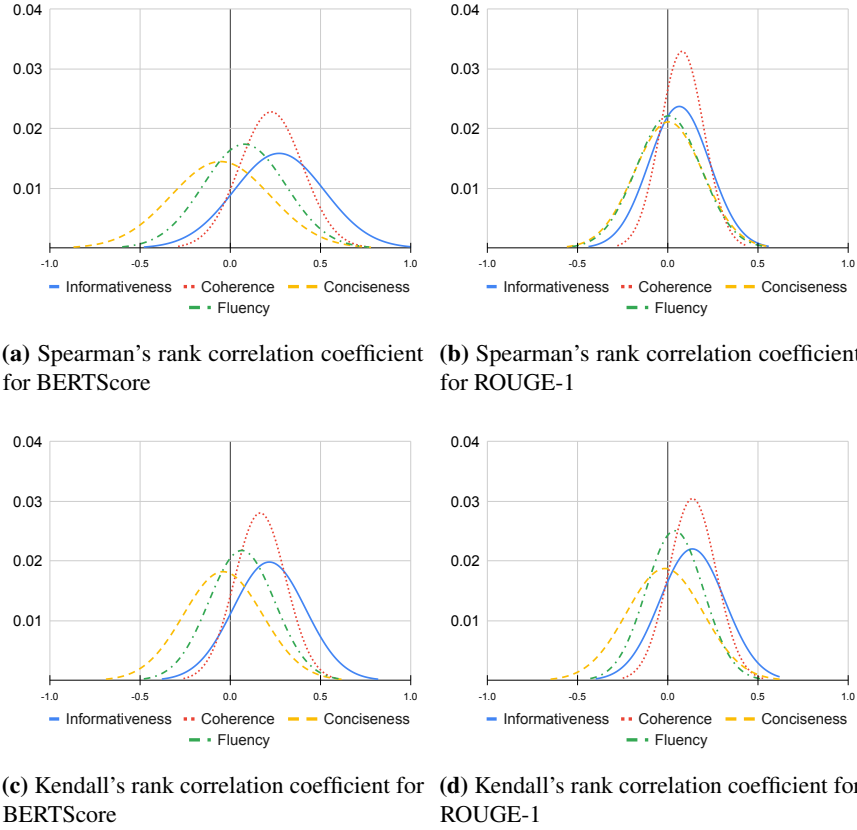 0.04
0.04
0.03
0.03
0.02
0.02
0.01
0.01
-1.0 -0.5 0.0 0.5 1.0
-1.0 -0.5 0.0 0.5 1.0
Informativeness Coherence Conciseness
Fluency
Informativeness Coherence Conciseness
Fluency
(a) Spearman's rank correlation coefficient
for BERTScore
(b) Spearman's rank correlation coefficient
for ROUGE-1
0.04
0.04
0.03
0.03
0.02
0.02
0.01
0.01
-1.0 -0.5 0.0 0.5 1.0
-1.0 -0.5 0.0 0.5 1.0
Informativeness Coherence Conciseness
Fluency
Informativeness Coherence Conciseness
Fluency
(c) Kendall's rank correlation coefficient for
BERTScore
(d) Kendall's rank correlation coefficient for
ROUGE-1